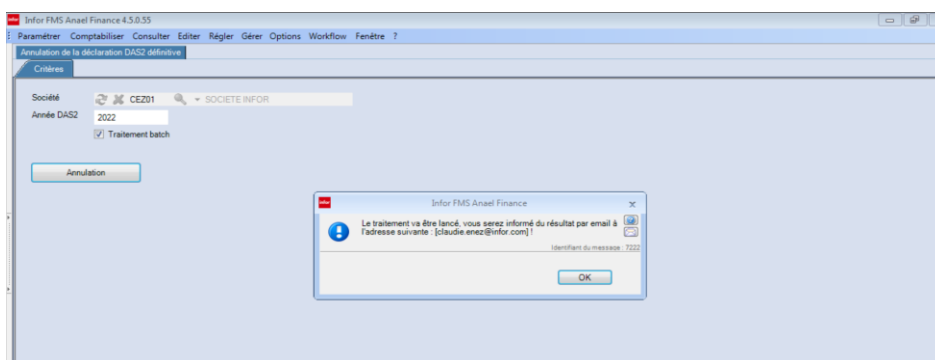 infor Infor FMS Anael Finance 4.5.0.55
Paramétrer Comptabiliser Consulter Editer Régler Gérer Options Workflow Fenêtre ?
Annulation de la déclaration DAS2 définitive
Critères
Société CEZ01 SOCIETE INFOR
Année DAS2 2022
Traitement batch
Annulation
infor Infor FMS Anael Finance
Le traitement va être lancé, vous serez informé du résultat par email à
l'adresse suivante : [claudie.enez@infor.com] !
Identifiant du message : 7222
OK